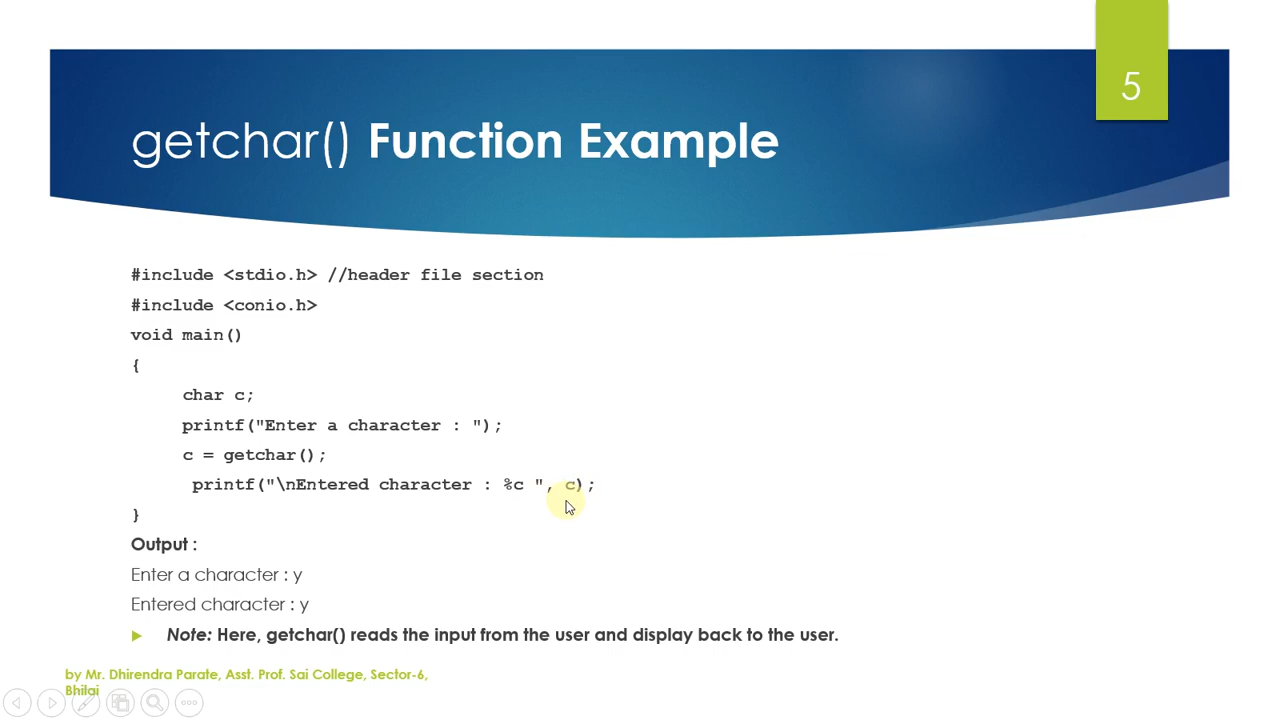 5
getchar() Function Example
#include <stdio.h> //header file section
#include <conio.h>
void main()
{
char c;
printf("Enter a character : ");
c = getchar();
printf("\nEntered character : %c ", c);
}
Output :
Enter a character : y
Entered character : y
Note: Here, getchar() reads the input from the user and display back to the user.
by Mr. Dhirendra Parate, Asst. Prof. Sai College, Sector-6,
Bhilai